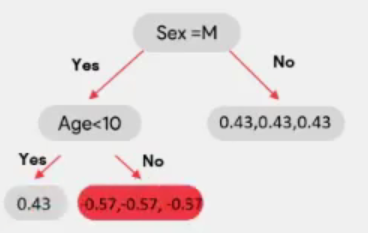 Sex =M
Yes
No
Age<10
0.43,0.43,0.43
Yes
No
0.43
-0.57,-0.57, -0.57